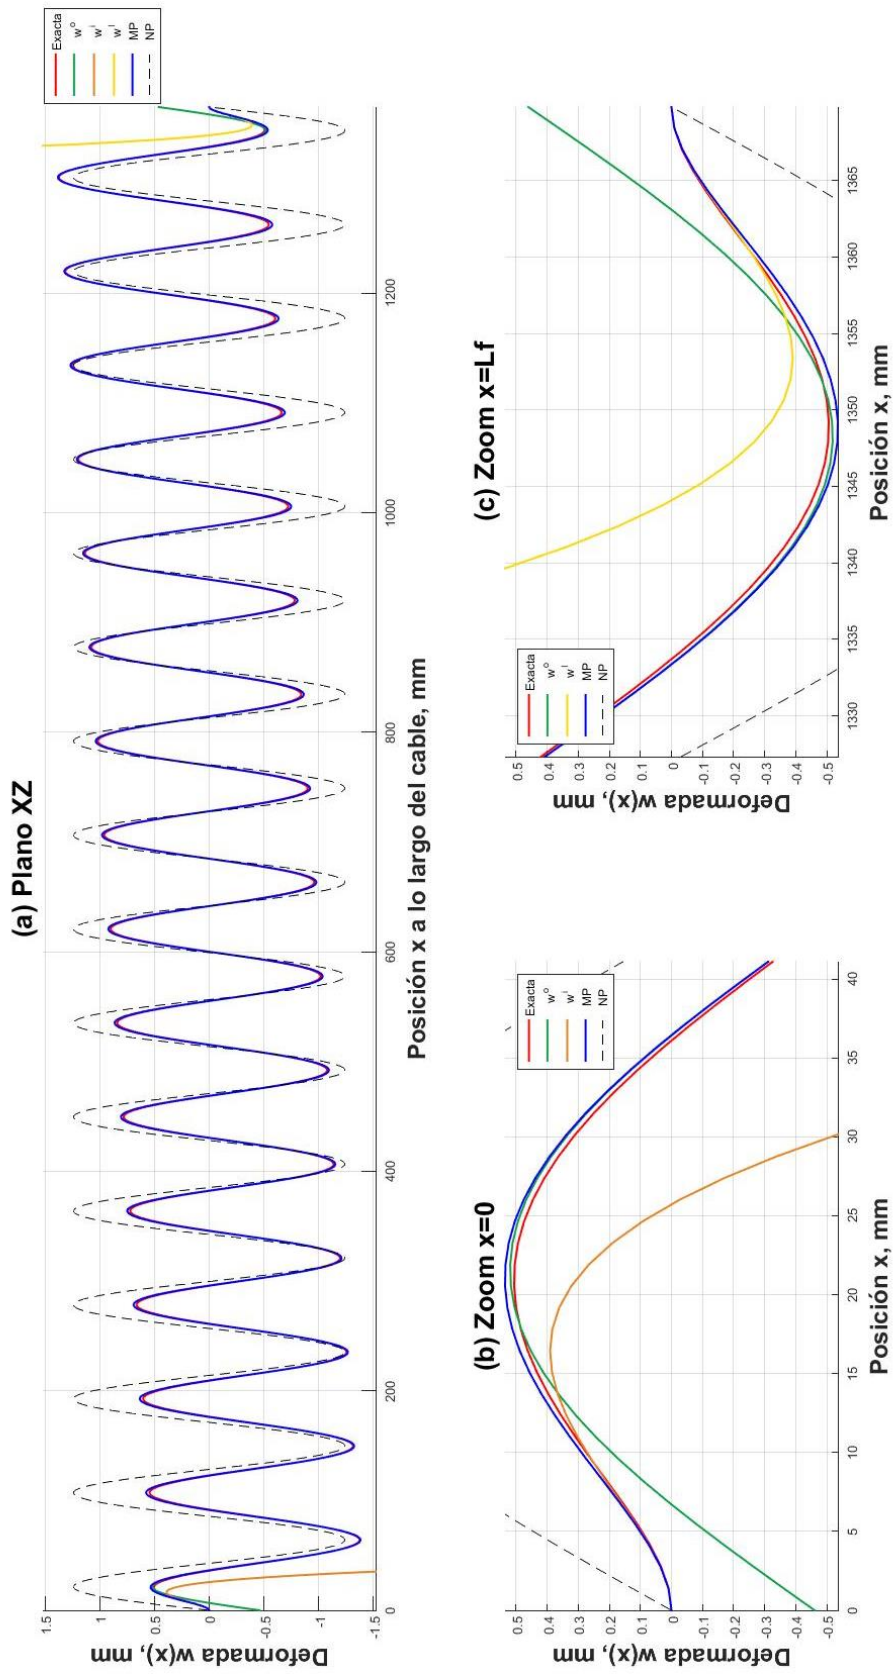 (a) Plano XZ
Exacta
w^o
w^i
w^l
MP
NP
Deformada w(x), mm
1.5
1
0.5
0
-0.5
-1
-1.5
0 200 400 600 800 1000 1200
Posición x a lo largo del cable, mm
(b) Zoom x=0
Exacta
w^o
w^i
MP
NP
Deformada w(x), mm
0.5
0.4
0.3
0.2
0.1
0
-0.1
-0.2
-0.3
-0.4
-0.5
0 5 10 15 20 25 30 35 40
Posición x, mm
(c) Zoom x=Lf
Exacta
w^o
w^l
MP
NP
Deformada w(x), mm
0.5
0.4
0.3
0.2
0.1
0
-0.1
-0.2
-0.3
-0.4
-0.5
1330 1335 1340 1345 1350 1355 1360 1365
Posición x, mm